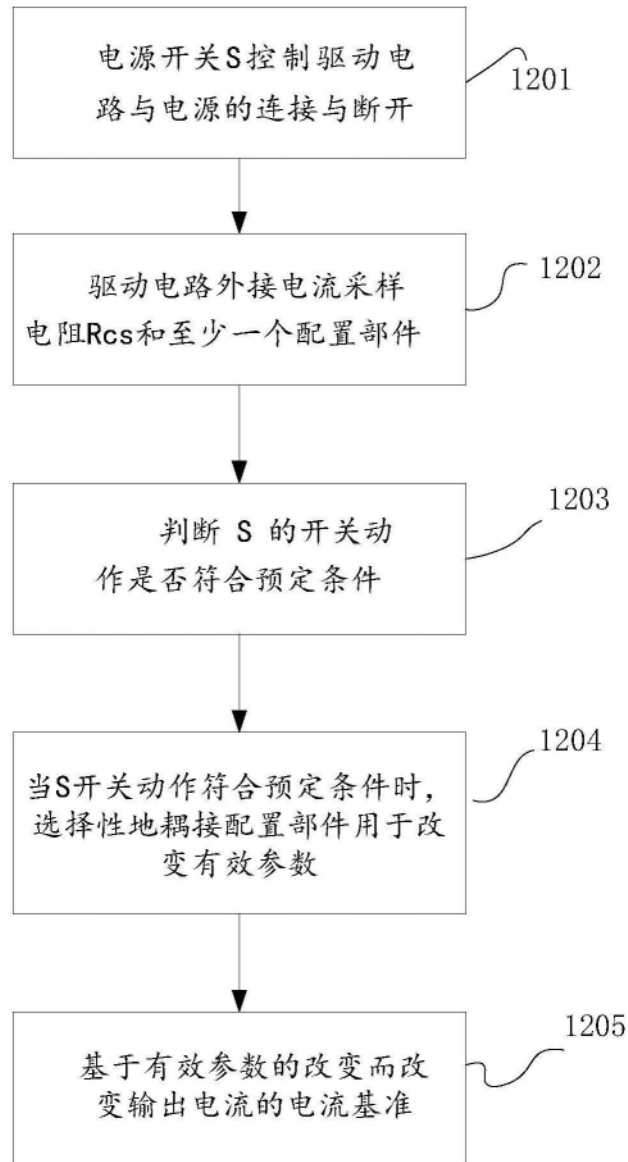 电源开关S控制驱动电
路与电源的连接与断开
1201
驱动电路外接电流采样
电阻Rcs和至少一个配置部件
1202
判断 S 的开关动
作是否符合预定条件
1203
当S开关动作符合预定条件时,
选择性地耦接配置部件用于改
变有效参数
1204
基于有效参数的改变而改
变输出电流的电流基准
1205